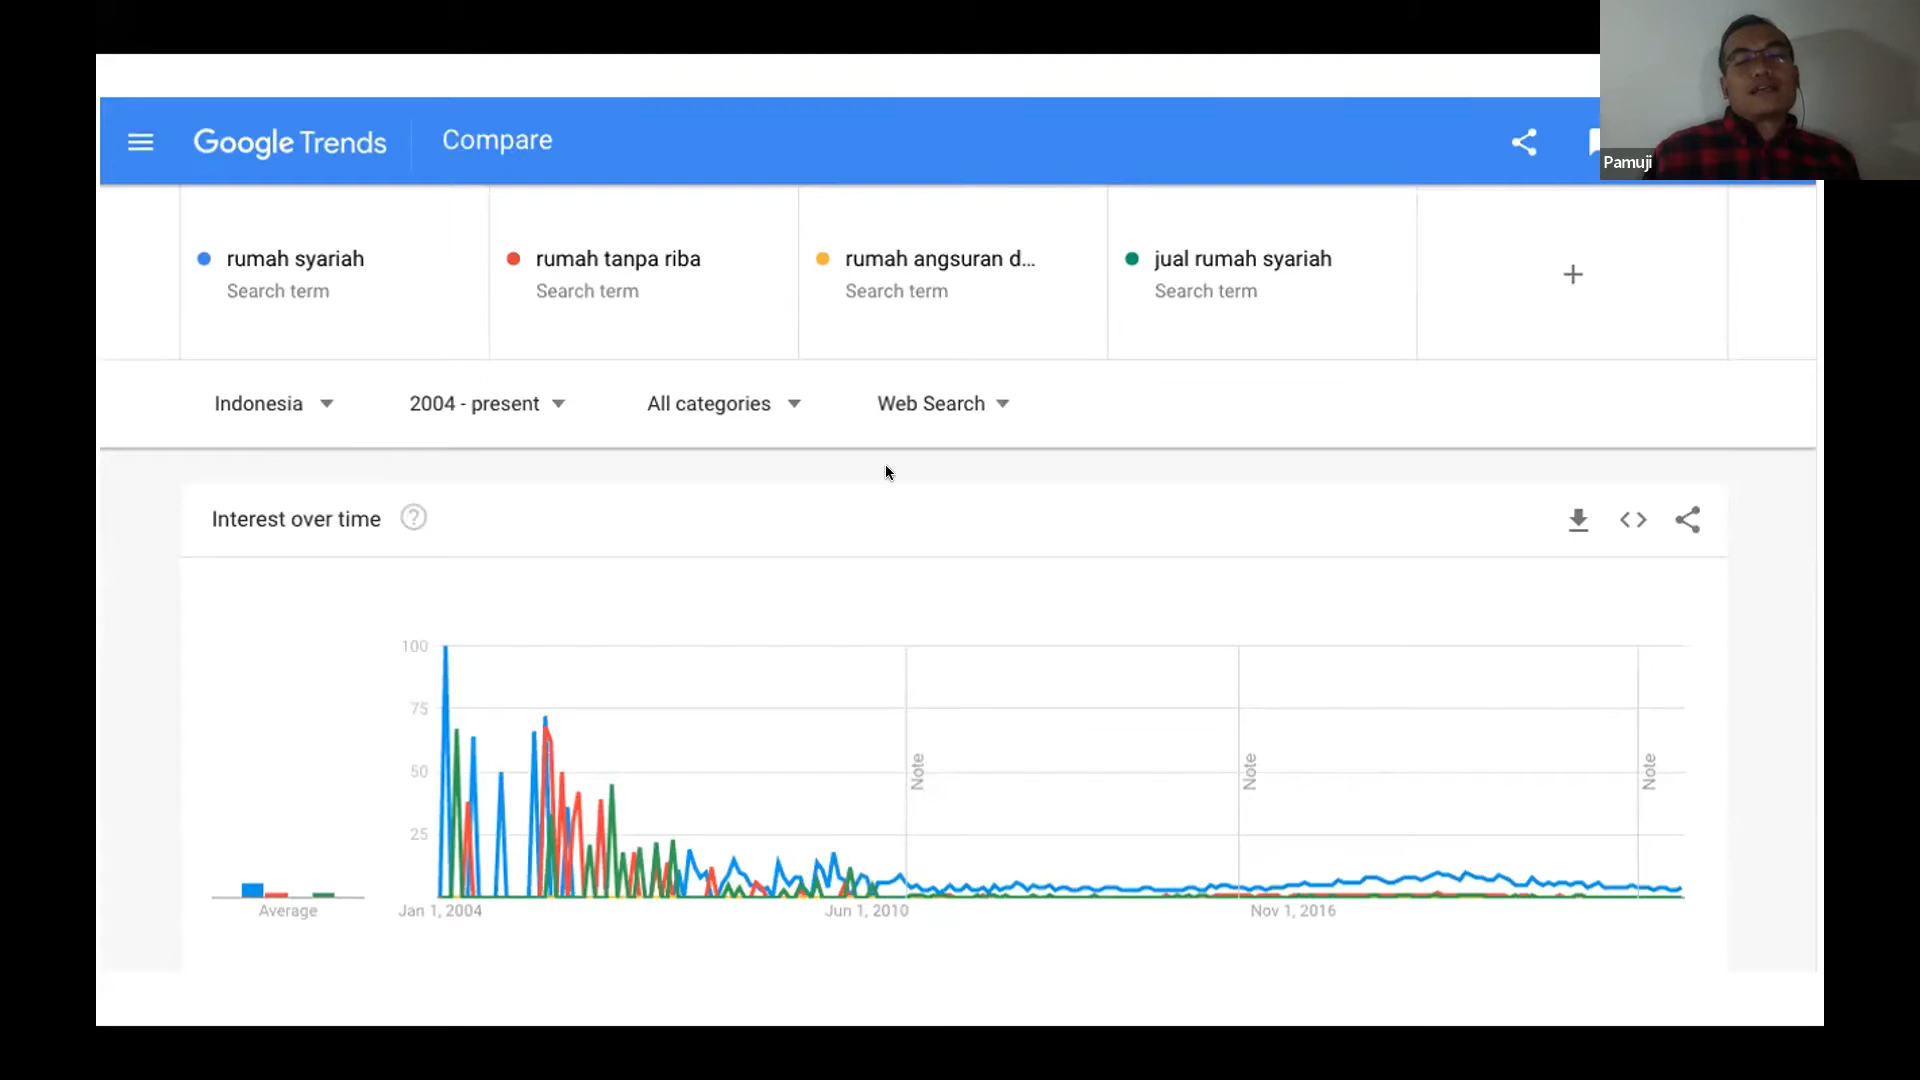 Google Trends
Compare
Pamuji
rumah syariah
Search term
rumah tanpa riba
Search term
rumah angsuran d...
Search term
jual rumah syariah
Search term
+
Indonesia
2004 - present
All categories
Web Search
Interest over time
?
100
75
50
25
Note
Note
Note
Average
Jan 1, 2004
Jun 1, 2010
Nov 1, 2016